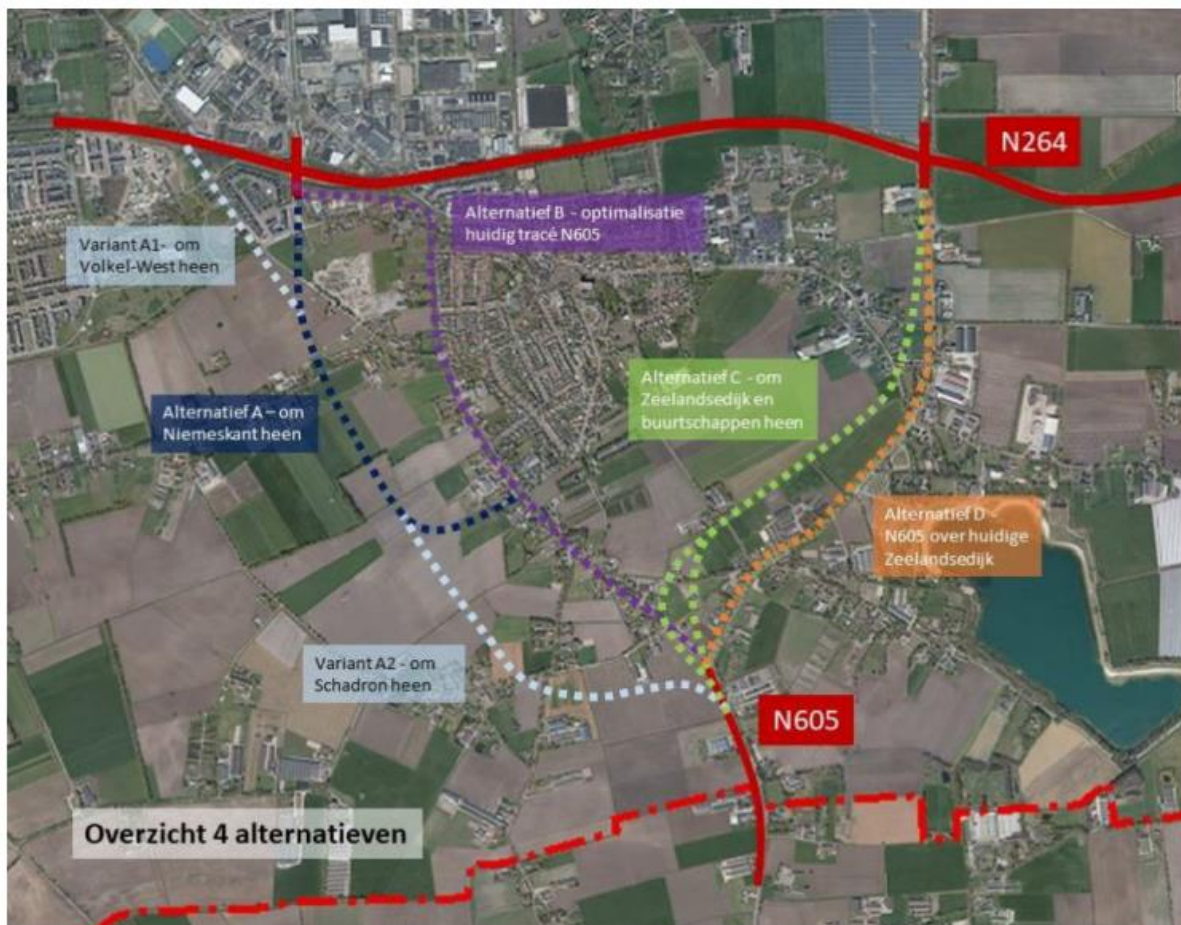 N264
Alternatief B - optimalisatie
huidig tracé N605
Variant A1- om
Volkel-West heen
Alternatief C - om
Zeelandsedijk en
buurtschappen heen
Alternatief A – om
Niemeskant heen
Alternatief D –
N605 over huidige
Zeelandsedijk
Variant A2 - om
Schadron heen
N605
Overzicht 4 alternatieven